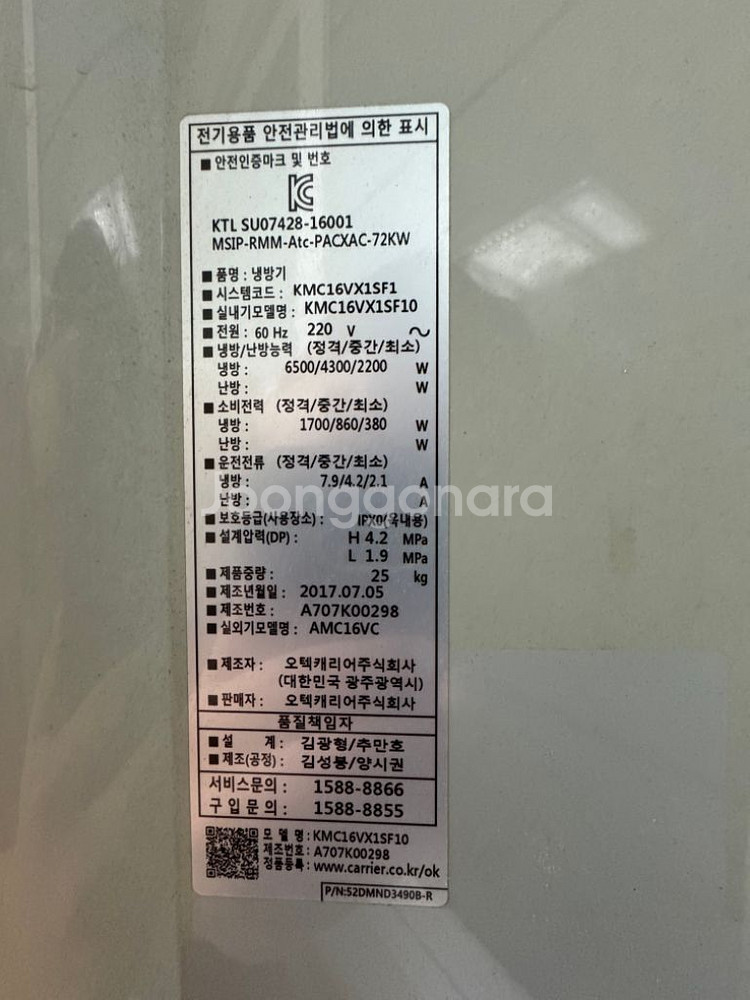 전기용품 안전관리법에 의한 표시
■ 안전인증마크 및 번호
KC
KTL SU07428-16001
MSIP-RMM-Atc-PACXAC-72KW
■ 품명 : 냉방기
■ 시스템코드 : KMC16VX1SF1
■ 실내기모델명 : KMC16VX1SF10
■ 전원 : 60 Hz 220 V ~
■ 냉방/난방능력 (정격/중간/최소)
냉방 : 6500/4300/2200 W
난방 : W
■ 소비전력 (정격/중간/최소)
냉방 : 1700/860/380 W
난방 : W
■ 운전전류 (정격/중간/최소)
냉방 : 7.9/4.2/2.1 A
난방 : A
Joonggonara
■ 보호등급(사용장소) : IPX0(옥내용)
■ 설계압력(DP) : H 4.2 MPa
L 1.9 MPa
■ 제품중량 : 25 kg
■ 제조년월일 : 2017.07.05
■ 제조번호 : A707K00298
■ 실외기모델명 : AMC16VC
■ 제조자 : 오텍캐리어주식회사
(대한민국 광주광역시)
■ 판매자 : 오텍캐리어주식회사
품질책임자
■ 설 계 : 김광형/추만호
■ 제조(공정) : 김성봉/양시권
서비스문의 : 1588-8866
구입문의 : 1588-8855
모델명 : KMC16VX1SF10
제조번호 : A707K00298
정품등록 : www.carrier.co.kr/ok
P/N:52DMND3490B-R